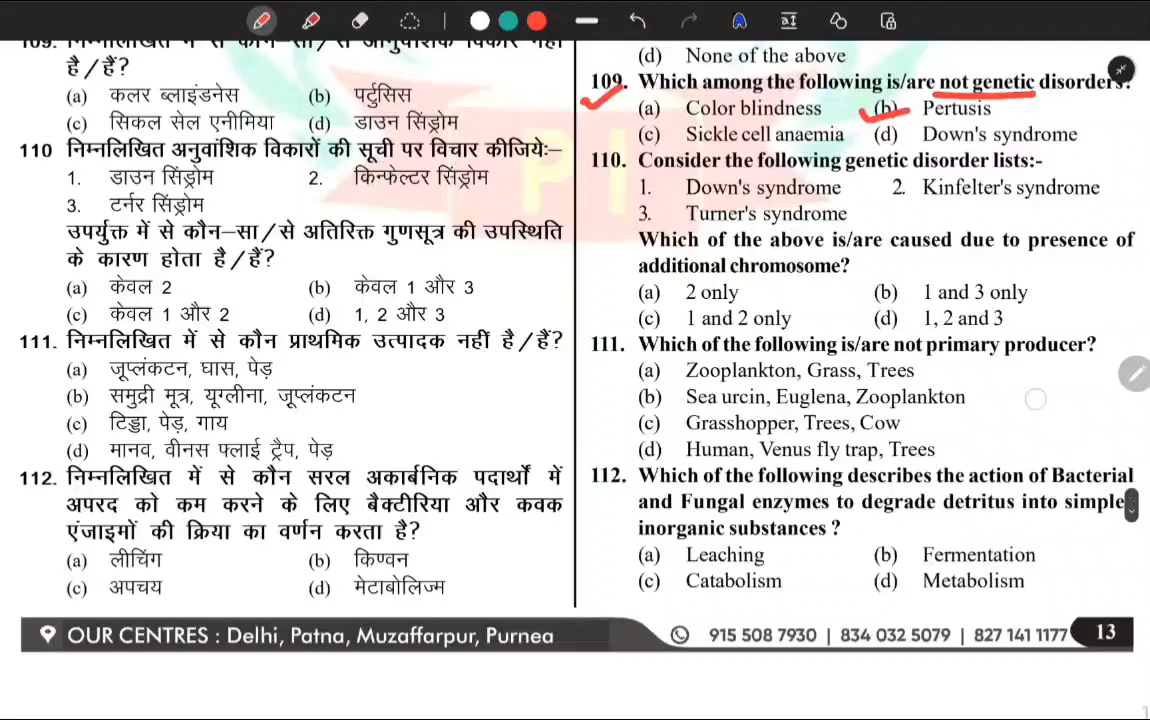 109. निम्नलिखित में से कौन–सा/से आनुवांशिक विकार नहीं
है/हैं?
(a) कलर ब्लाइंडनेस (b) पर्टुसिस
(c) सिकल सेल एनीमिया (d) डाउन सिंड्रोम
110 निम्नलिखित अनुवांशिक विकारों की सूची पर विचार कीजिये:–
1. डाउन सिंड्रोम 2. किन्फेल्टर सिंड्रोम
3. टर्नर सिंड्रोम
उपर्युक्त में से कौन–सा/से अतिरिक्त गुणसूत्र की उपस्थिति
के कारण होता है/हैं?
(a) केवल 2 (b) केवल 1 और 3
(c) केवल 1 और 2 (d) 1, 2 और 3
111. निम्नलिखित में से कौन प्राथमिक उत्पादक नहीं है/हैं?
(a) जूप्लंकटन, घास, पेड़
(b) समुद्री मूत्र, यूग्लीना, जूप्लंकटन
(c) टिड्डा, पेड़, गाय
(d) मानव, वीनस फ्लाई ट्रैप, पेड़
112. निम्नलिखित में से कौन सरल अकार्बनिक पदार्थों में
अपरद को कम करने के लिए बैक्टीरिया और कवक
एंजाइमों की क्रिया का वर्णन करता है?
(a) लीचिंग (b) किण्वन
(c) अपचय (d) मेटाबोलिज्म
(d) None of the above
109. Which among the following is/are not genetic disorders?
(a) Color blindness (b) Pertusis
(c) Sickle cell anaemia (d) Down's syndrome
110. Consider the following genetic disorder lists:-
1. Down's syndrome 2. Kinfelter's syndrome
3. Turner's syndrome
Which of the above is/are caused due to presence of
additional chromosome?
(a) 2 only (b) 1 and 3 only
(c) 1 and 2 only (d) 1, 2 and 3
111. Which of the following is/are not primary producer?
(a) Zooplankton, Grass, Trees
(b) Sea urcin, Euglena, Zooplankton
(c) Grasshopper, Trees, Cow
(d) Human, Venus fly trap, Trees
112. Which of the following describes the action of Bacterial
and Fungal enzymes to degrade detritus into simple
inorganic substances ?
(a) Leaching (b) Fermentation
(c) Catabolism (d) Metabolism
OUR CENTRES : Delhi, Patna, Muzaffarpur, Purnea
915 508 7930 | 834 032 5079 | 827 141 1177 13